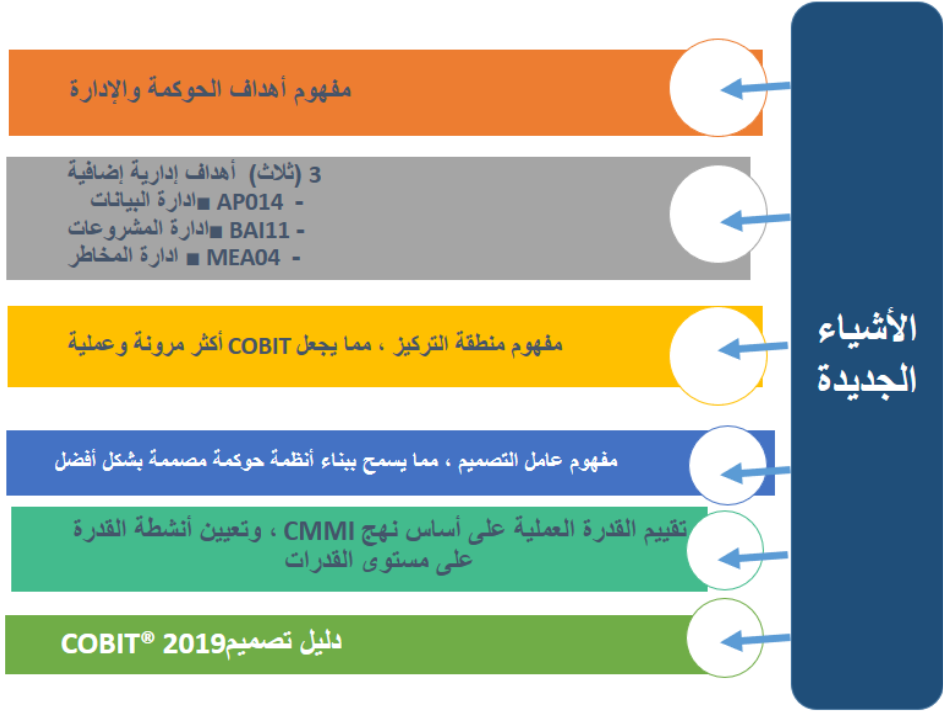 الأشياء
الجديدة
مفهوم أهداف الحوكمة والإدارة
3 (ثلاث) أهداف إدارية إضافية
- AP014 ■ادارة البيانات
- BAI11 ■ادارة المشروعات
- MEA04 ■ ادارة المخاطر
مفهوم منطقة التركيز ، مما يجعل COBIT أكثر مرونة وعملية
مفهوم عامل التصميم ، مما يسمح ببناء أنظمة حوكمة مصممة بشكل أفضل
تقييم القدرة العملية على أساس نهج CMMI ، وتعيين أنشطة القدرة
على مستوى القدرات
دليل تصميم COBIT® 2019